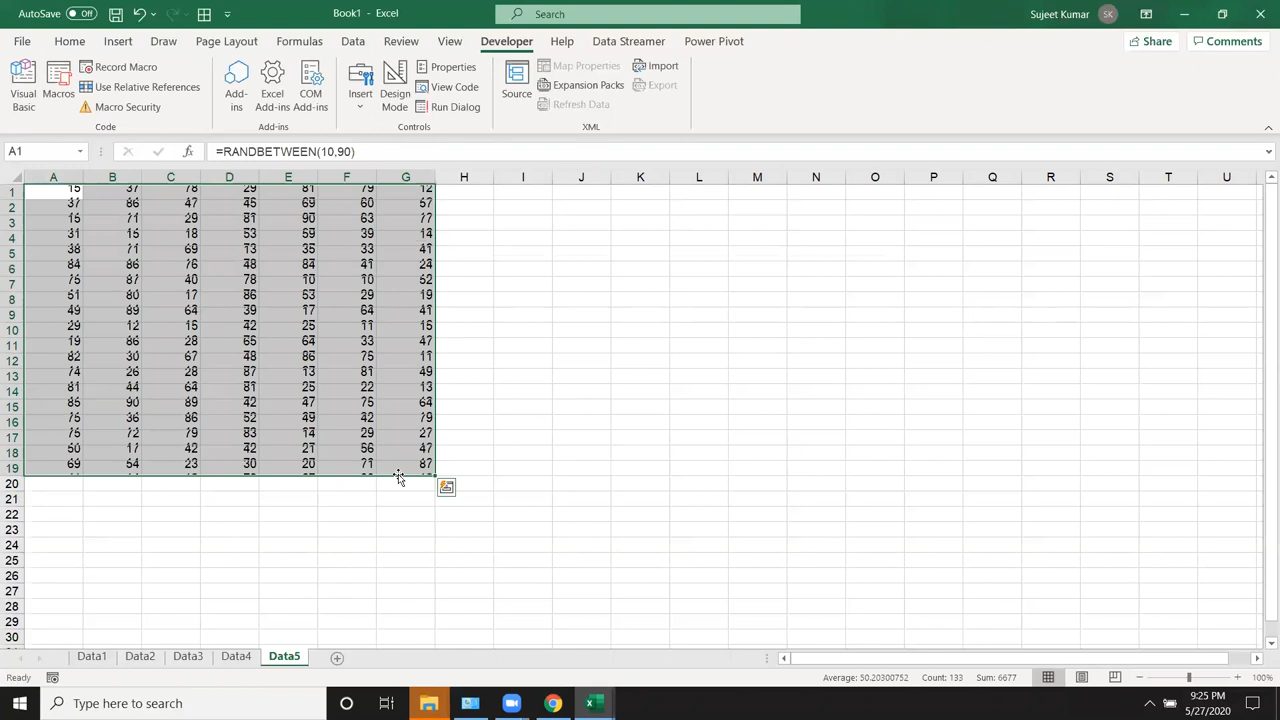 AutoSave Off Book1 - Excel Search Sujeet Kumar SK
File Home Insert Draw Page Layout Formulas Data Review View Developer Help Data Streamer Power Pivot Share Comments
Visual Basic Macros Record Macro Use Relative References Macro Security Add-ins Excel Add-ins COM Add-ins Insert Design Mode Properties View Code Run Dialog Source Map Properties Expansion Packs Refresh Data Import Export
Code Add-ins Controls XML
A1 fx =RANDBETWEEN(10,90)
A B C D E F G H I J K L M N O P Q R S T U
1 15 37 78 29 81 79 12
2 37 86 47 45 69 60 57
3 16 71 29 81 90 63 77
4 31 15 18 53 59 39 14
5 38 71 69 13 35 33 41
6 84 86 76 48 84 41 24
7 75 87 40 78 10 10 52
8 51 80 17 86 53 29 19
9 49 89 64 39 17 64 41
10 29 12 15 42 25 11 15
11 19 86 28 65 64 33 47
12 82 30 67 48 86 75 11
13 74 26 28 87 13 81 49
14 81 44 64 81 25 22 13
15 86 90 89 42 47 75 64
16 75 36 86 52 49 42 79
17 75 72 79 83 14 29 27
18 50 17 42 42 21 56 47
19 69 54 23 30 20 71 87
20
21
22
23
24
25
26
27
28
29
30
Data1 Data2 Data3 Data4 Data5
Ready Average: 50.20300752 Count: 133 Sum: 6677 100%
Type here to search 9:25 PM
5/27/2020